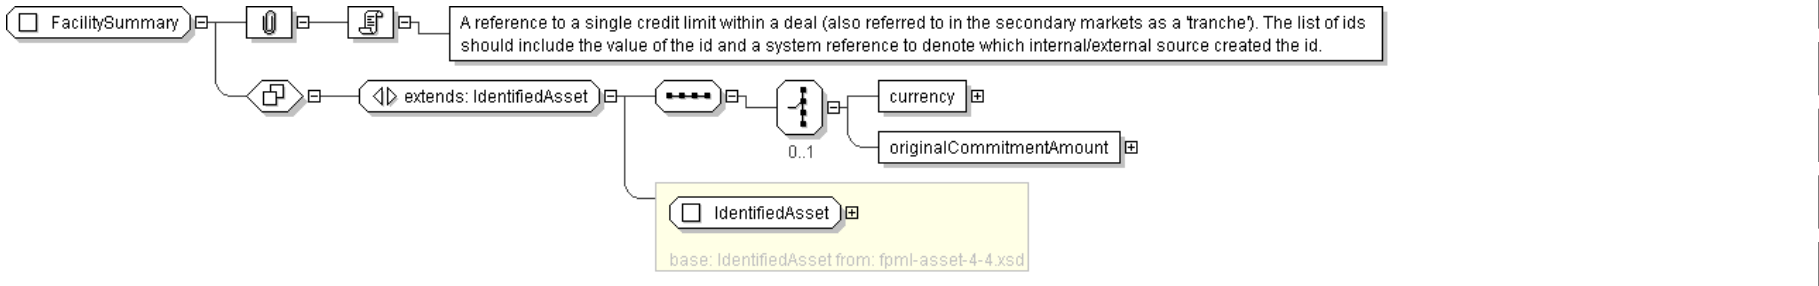 FacilitySummary
A reference to a single credit limit within a deal (also referred to in the secondary markets as a 'tranche'). The list of ids
should include the value of the id and a system reference to denote which internal/external source created the id.
extends: IdentifiedAsset
currency
originalCommitmentAmount
0..1
IdentifiedAsset
base: IdentifiedAsset from: fpml-asset-4-4.xsd